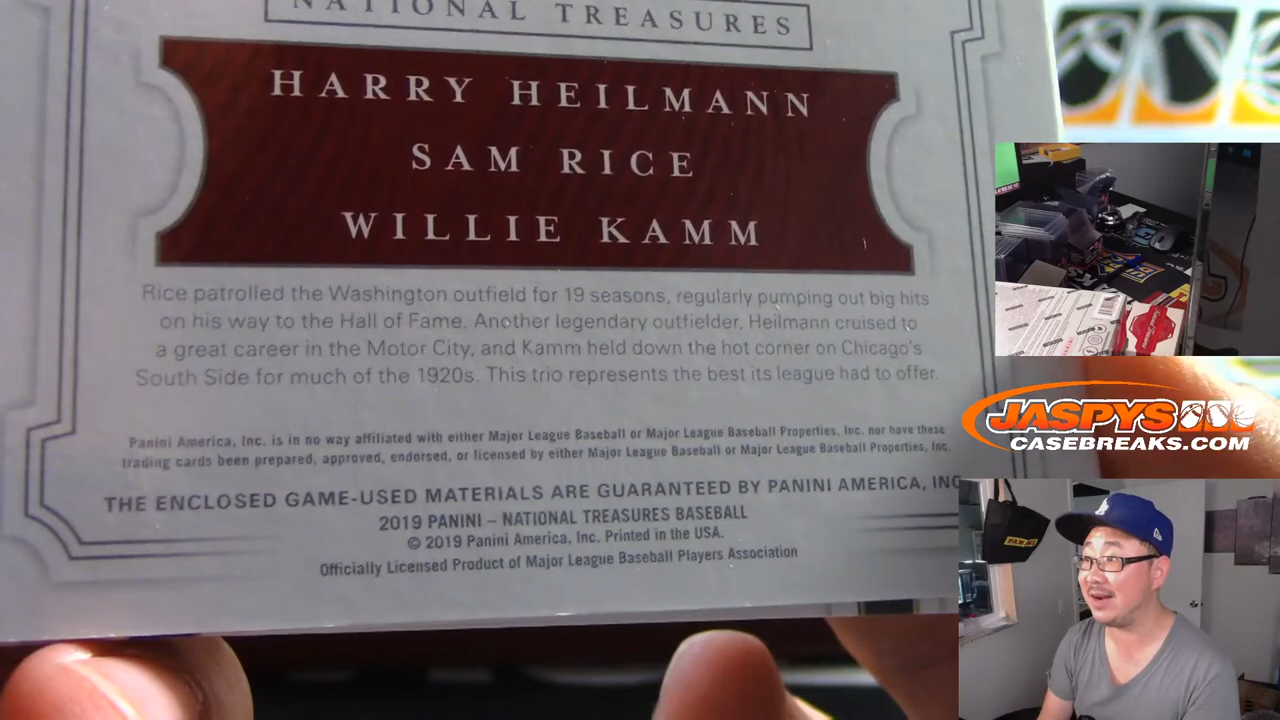 NATIONAL TREASURES
HARRY HEILMANN
SAM RICE
WILLIE KAMM
Rice patrolled the Washington outfield for 19 seasons, regularly pumping out big hits
on his way to the Hall of Fame. Another legendary outfielder, Heilmann cruised to
a great career in the Motor City, and Kamm held down the hot corner on Chicago's
South Side for much of the 1920s. This trio represents the best its league had to offer.
Panini America, Inc. is in no way affiliated with either Major League Baseball or Major League Baseball Properties, Inc. nor have these
trading cards been prepared, approved, endorsed, or licensed by either Major League Baseball or Major League Baseball Properties, Inc.
THE ENCLOSED GAME-USED MATERIALS ARE GUARANTEED BY PANINI AMERICA, INC
2019 PANINI – NATIONAL TREASURES BASEBALL
© 2019 Panini America, Inc. Printed in the USA.
Officially Licensed Product of Major League Baseball Players Association
JASPYS
CASEBREAKS.COM
LA